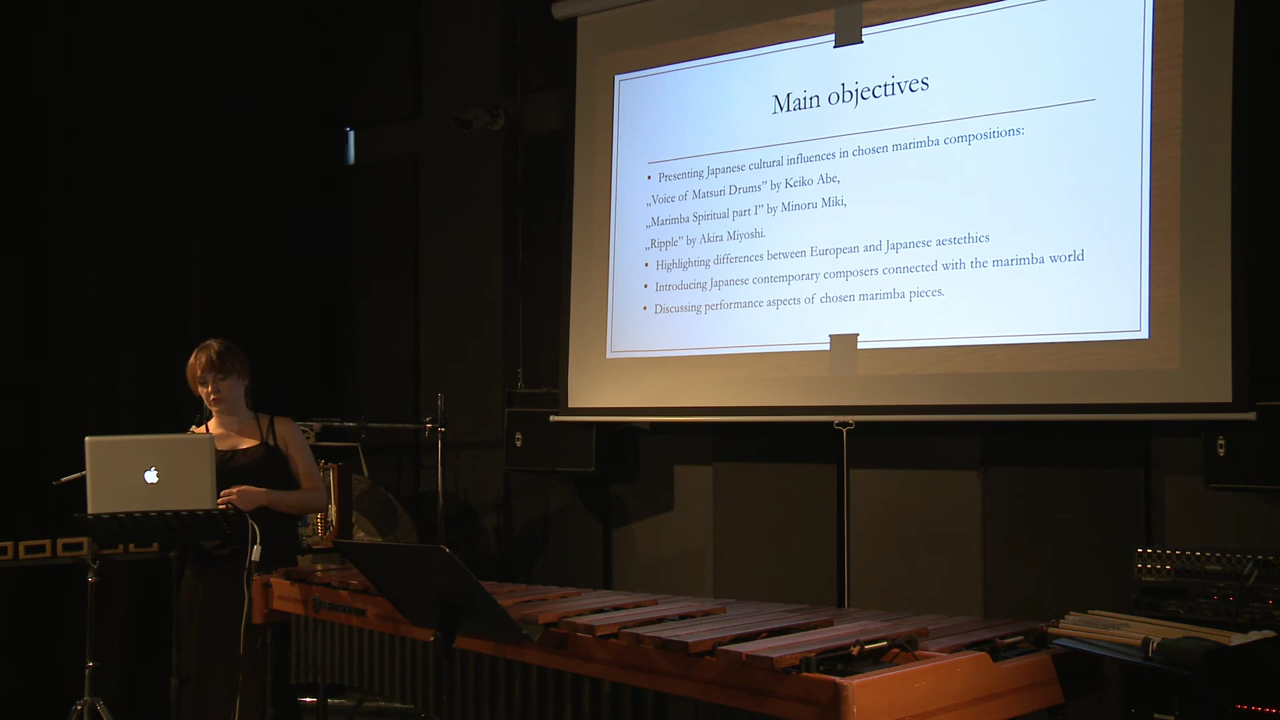 Main objectives
• Presenting Japanese cultural influences in chosen marimba compositions:
„Voice of Matsuri Drums” by Keiko Abe,
„Marimba Spiritual part I” by Minoru Miki,
„Ripple” by Akira Miyoshi.
• Highlighting differences between European and Japanese aestethics
• Introducing Japanese contemporary composers connected with the marimba world
• Discussing performance aspects of chosen marimba pieces.